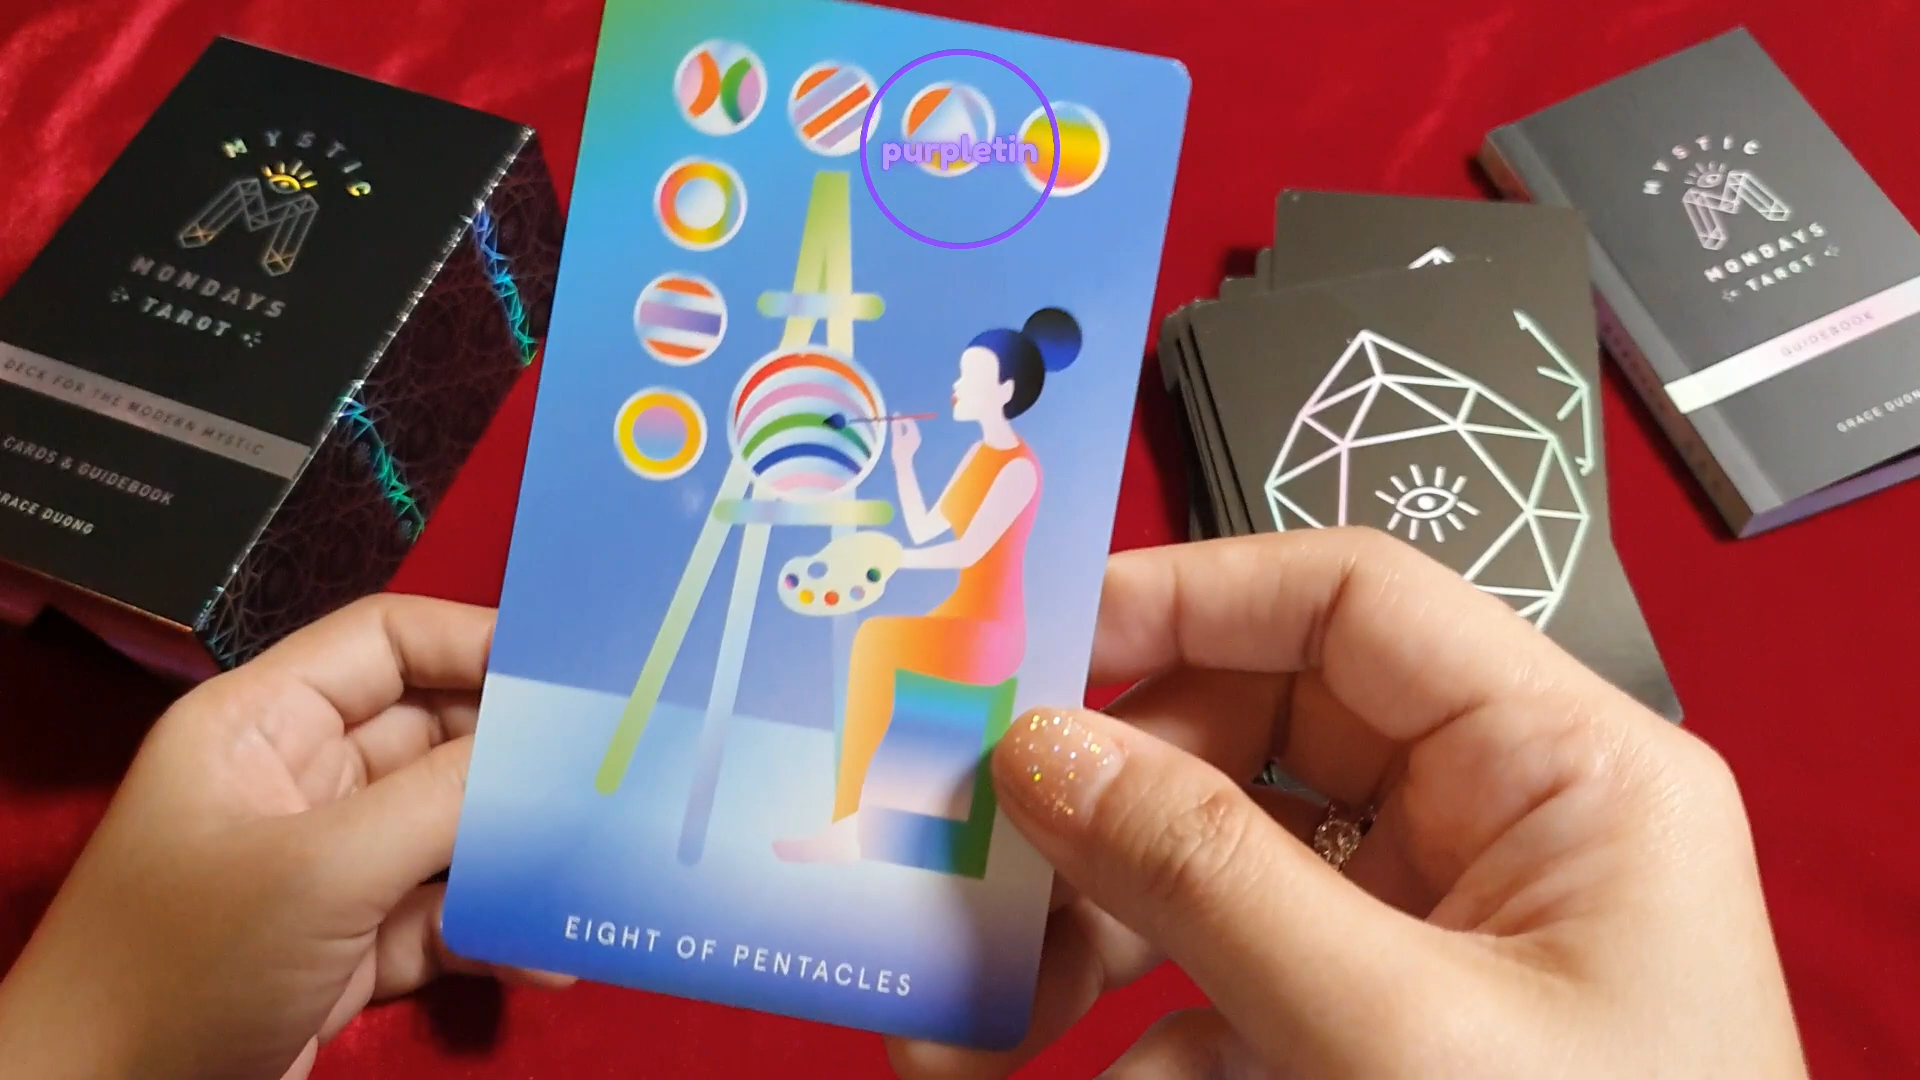 MYSTIC
MONDAYS
TAROT
DECK FOR THE MODERN MYSTIC
CARDS & GUIDEBOOK
GRACE DUONG
purpletin
EIGHT OF PENTACLES
MYSTIC
MONDAYS
TAROT
GUIDEBOOK
GRACE DUONG